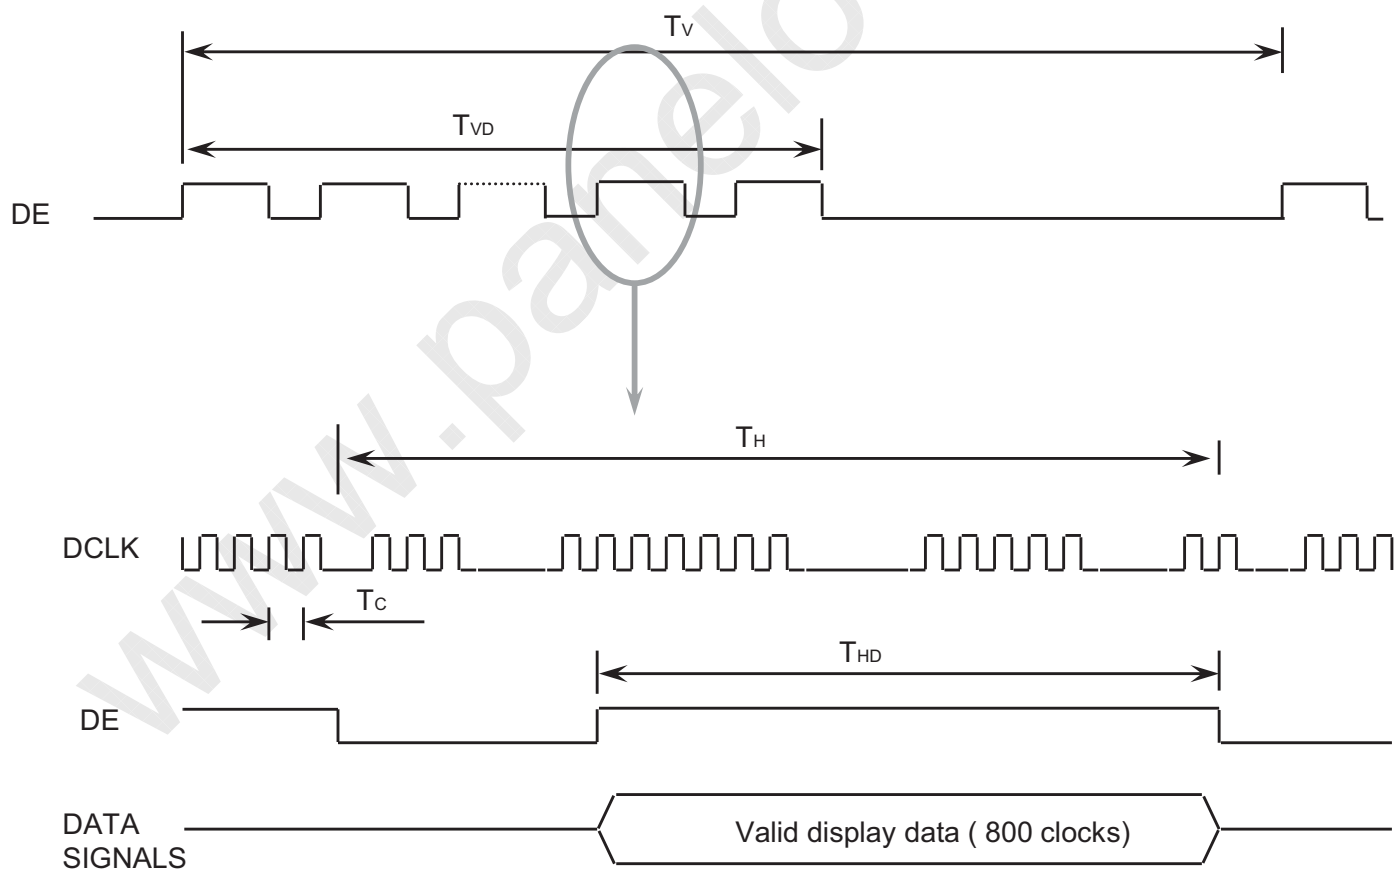 TV
TVD
DE
TH
DCLK
TC
THD
DE
DATA
SIGNALS
Valid display data ( 800 clocks)
www.panelo